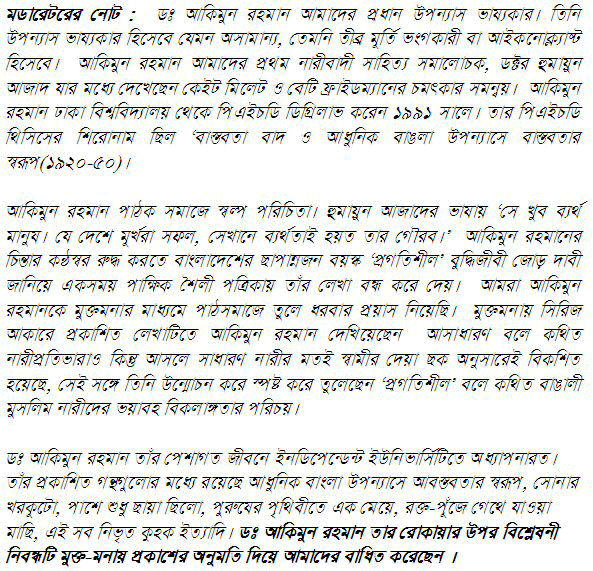 মডারেটরের নোট : ডঃ আকিমুন রহমান আমাদের প্রধান উপন্যাস ভাষ্যকার। তিনি
উপন্যাস ভাষ্যকার হিসেবে যেমন অসামান্য, তেমনি তীব্র মূর্তি ভংগকারী বা আইকনোক্ল্যাস্ট
হিসেবে। আকিমুন রহমান আমাদের প্রথম নারীবাদী সাহিত্য সমালোচক, ডক্টর হুমায়ুন
আজাদ যার মধ্যে দেখেছেন কেইট মিলেট ও বেটি ফ্রাইডম্যানের চমৎকার সমন্বয়। আকিমুন
রহমান ঢাকা বিশ্ববিদ্যালয় থেকে পিএইচডি ডিগ্রিলাভ করেন ১৯৯১ সালে। তার পিএইচডি
থিসিসের শিরোনাম ছিল ‘বাস্তবতা বাদ ও আধুনিক বাঙলা উপন্যাসে বাস্তবতার
স্বরূপ(১৯২০-৫০)।
আকিমুন রহমান পাঠক সমাজে স্বল্প পরিচিতা। হুমায়ুন আজাদের ভাষায় ‘সে খুব ব্যর্থ
মানুষ। যে দেশে মুর্খরা সফল, সেখানে ব্যর্থতাই হয়ত তার গৌরব।’ আকিমুন রহমানের
চিন্তার কণ্ঠস্বর রুদ্ধ করতে বাংলাদেশের ছাপান্নজন বয়স্ক ‘প্রগতিশীল’ বুদ্ধিজীবী জোড় দাবী
জানিয়ে একসময় পাক্ষিক শৈলী পত্রিকায় তাঁর লেখা বন্ধ করে দেয়। আমরা আকিমুন
রহমানকে মুক্তমনার মাধ্যমে পাঠসমাজে তুলে ধরবার প্রয়াস নিয়েছি। মুক্তমনায় সিরিজ
আকারে প্রকাশিত লেখাটিতে আকিমুন রহমান দেখিয়েছেন আসাধারণ বলে কথিত
নারীপ্রতিভারাও কিন্তু আসলে সাধারণ নারীর মতই স্বামীর দেয়া ছক অনুসারেই বিকশিত
হয়েছে, সেই সঙ্গে তিনি উন্মোচন করে স্পষ্ট করে তুলেছেন ‘প্রগতিশীল’ বলে কথিত বাঙালী
মুসলিম নারীদের ভয়াবহ বিকলাঙ্গতার পরিচয়।
ডঃ আকিমুন রহমান তাঁর পেশাগত জীবনে ইনডিপেনডেন্ট ইউনিভার্সিটিতে অধ্যাপনারত।
তাঁর প্রকাশিত গন্থগুলোর মধ্যে রয়েছে আধুনিক বাংলা উপন্যাসে আবস্তবতার স্বরূপ, সোনার
খরকুটো, পাশে শুধু ছায়া ছিলো, পুরুষের পৃথিবীতে এক মেয়ে, রক্ত-পুঁজে গেথে যাওয়া
মাছি, এই সব নিভৃত কুহক ইত্যাদি। ডঃ আকিমুন রহমান তার রোকায়ার উপর বিশ্লেষনী
নিবন্ধটি মুক্ত-মনায় প্রকাশের অনুমতি দিয়ে আমাদের বাধিত করেছেন ।